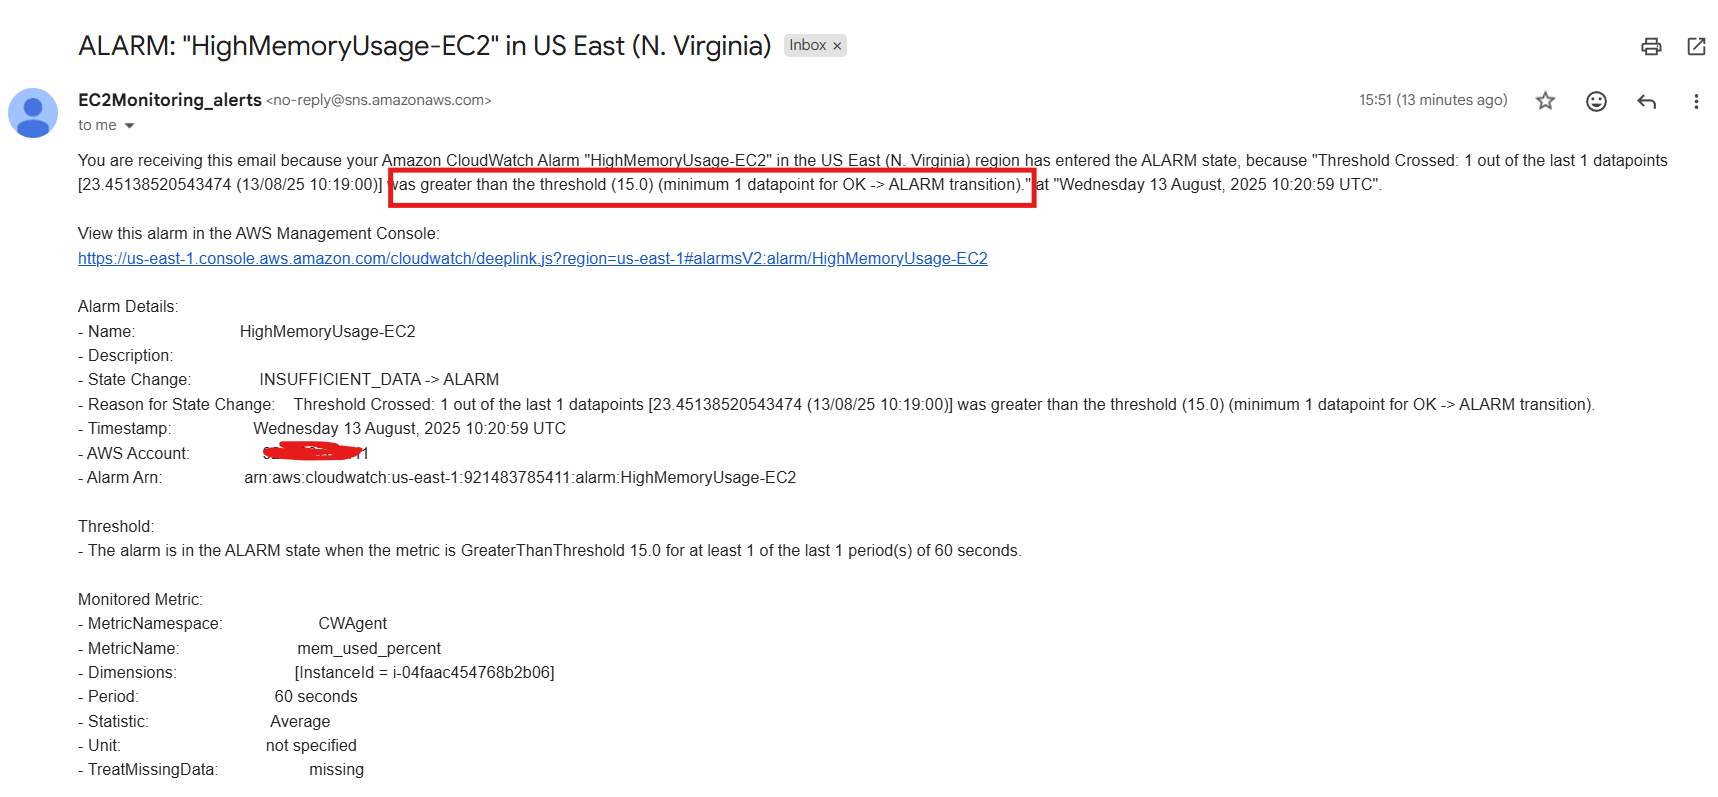 ALARM: "HighMemoryUsage-EC2" in US East (N. Virginia) Inbox ×
EC2Monitoring_alerts <no-reply@sns.amazonaws.com> 15:51 (13 minutes ago)
to me
You are receiving this email because your Amazon CloudWatch Alarm "HighMemoryUsage-EC2" in the US East (N. Virginia) region has entered the ALARM state, because "Threshold Crossed: 1 out of the last 1 datapoints
[23.45138520543474 (13/08/25 10:19:00)] was greater than the threshold (15.0) (minimum 1 datapoint for OK -> ALARM transition)." at "Wednesday 13 August, 2025 10:20:59 UTC".
View this alarm in the AWS Management Console:
https://us-east-1.console.aws.amazon.com/cloudwatch/deeplink.js?region=us-east-1#alarmsV2:alarm/HighMemoryUsage-EC2
Alarm Details:
- Name: HighMemoryUsage-EC2
- Description:
- State Change: INSUFFICIENT_DATA -> ALARM
- Reason for State Change: Threshold Crossed: 1 out of the last 1 datapoints [23.45138520543474 (13/08/25 10:19:00)] was greater than the threshold (15.0) (minimum 1 datapoint for OK -> ALARM transition).
- Timestamp: Wednesday 13 August, 2025 10:20:59 UTC
- AWS Account:
- Alarm Arn: arn:aws:cloudwatch:us-east-1:921483785411:alarm:HighMemoryUsage-EC2
Threshold:
- The alarm is in the ALARM state when the metric is GreaterThanThreshold 15.0 for at least 1 of the last 1 period(s) of 60 seconds.
Monitored Metric:
- MetricNamespace: CWAgent
- MetricName: mem_used_percent
- Dimensions: [InstanceId = i-04faac454768b2b06]
- Period: 60 seconds
- Statistic: Average
- Unit: not specified
- TreatMissingData: missing